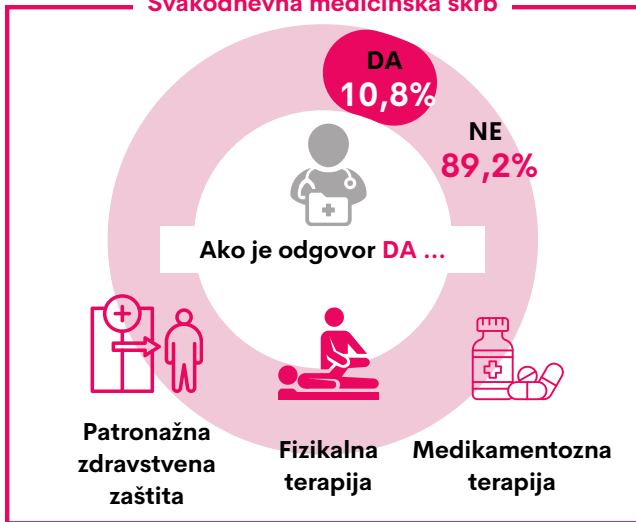 Svakodnevna medicinska skrb
DA
10,8%
NE
89,2%
Ako je odgovor DA ...
Patronažna
zdravstvena
zaštita
Fizikalna
terapija
Medikamentozna
terapija